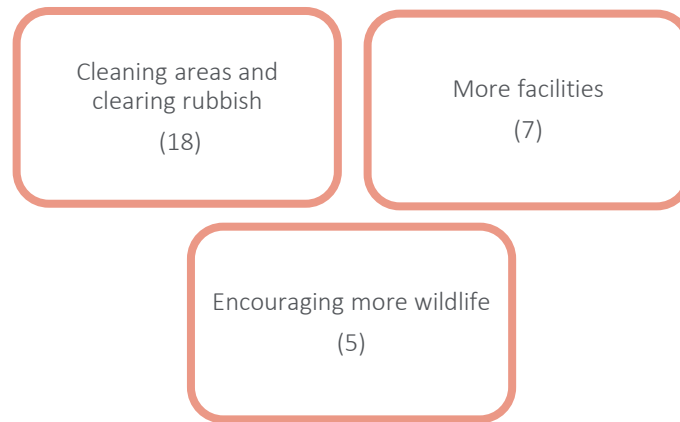 Cleaning areas and
clearing rubbish
(18)
More facilities
(7)
Encouraging more wildlife
(5)